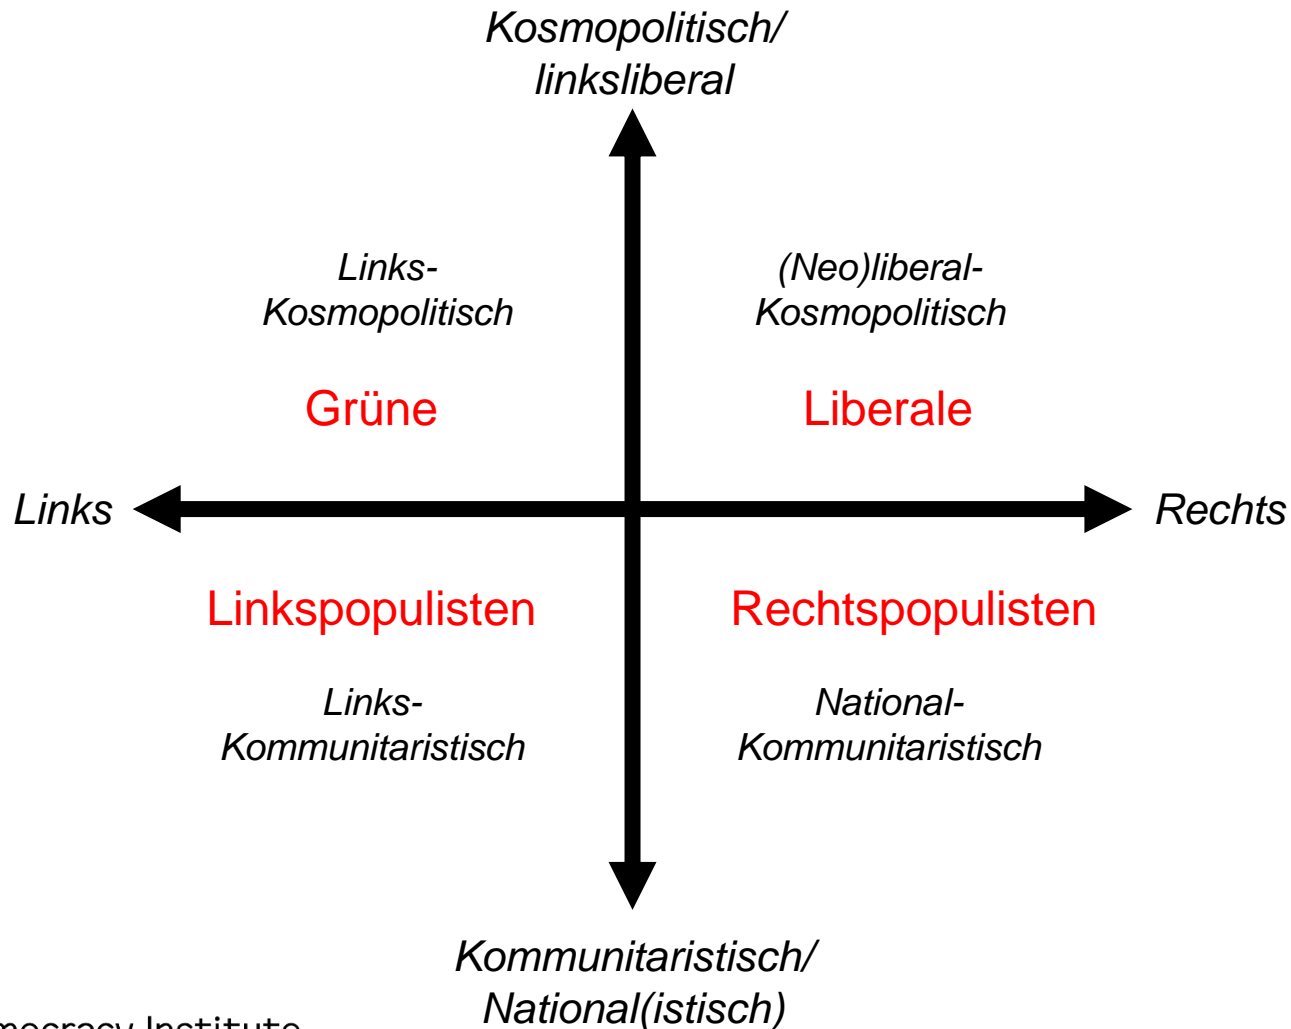 Kosmopolitisch/
linksliberal
Links-
Kosmopolitisch
(Neo)liberal-
Kosmopolitisch
Grüne
Liberale
Links
Rechts
Linkspopulisten
Rechtspopulisten
Links-
Kommunitaristisch
National-
Kommunitaristisch
Kommunitaristisch/
National(istisch)